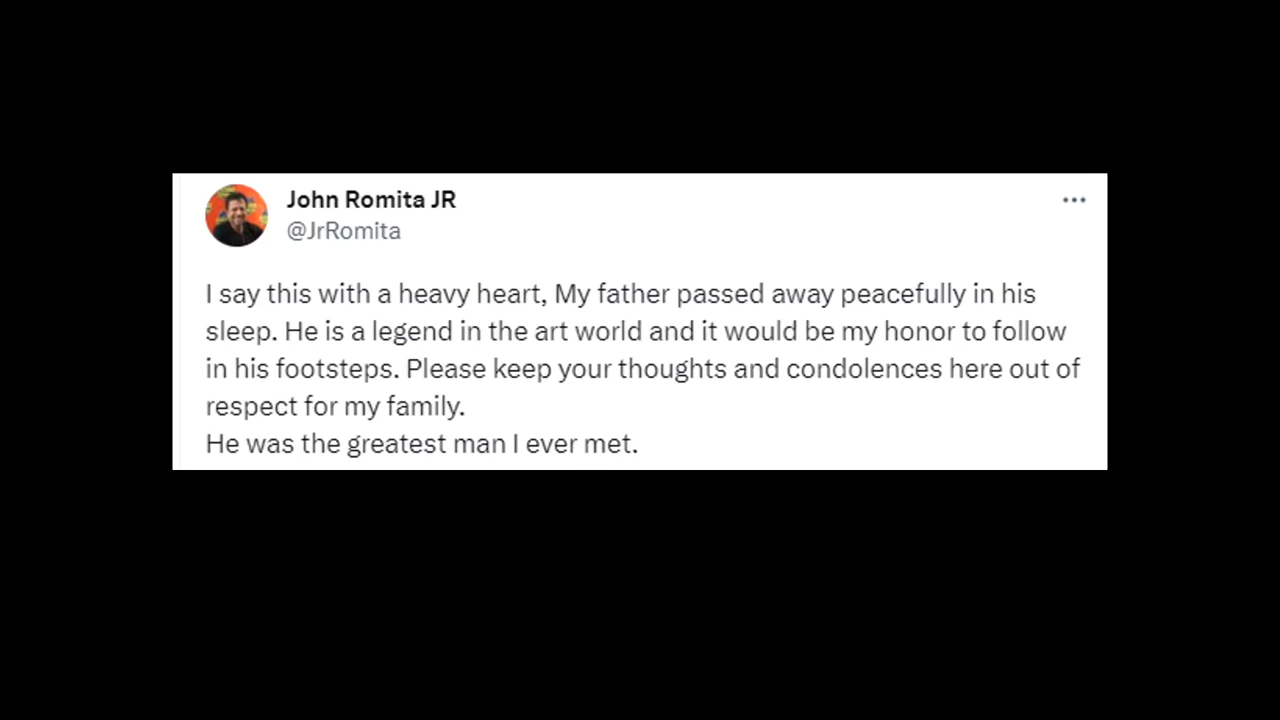 John Romita JR
@JrRomita
I say this with a heavy heart, My father passed away peacefully in his
sleep. He is a legend in the art world and it would be my honor to follow
in his footsteps. Please keep your thoughts and condolences here out of
respect for my family.
He was the greatest man I ever met.